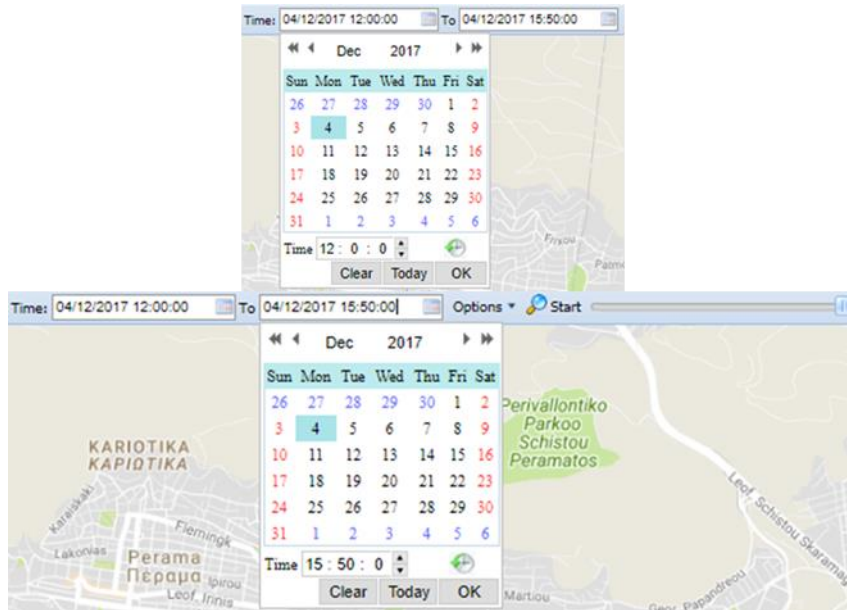 Time: 04/12/2017 12:00:00 To 04/12/2017 15:50:00
Dec 2017
Sun Mon Tue Wed Thu Fri Sat
26 27 28 29 30 1 2
3 4 5 6 7 8 9
10 11 12 13 14 15 16
17 18 19 20 21 22 23
24 25 26 27 28 29 30
31 1 2 3 4 5 6
Time 12 : 0 : 0
Clear Today OK
Frixou
Time: 04/12/2017 12:00:00 To 04/12/2017 15:50:00 Options Start
Dec 2017
Sun Mon Tue Wed Thu Fri Sat
26 27 28 29 30 1 2
3 4 5 6 7 8 9
10 11 12 13 14 15 16
17 18 19 20 21 22 23
24 25 26 27 28 29 30
31 1 2 3 4 5 6
Time 15 : 50 : 0
Clear Today OK
KARIOTIKA
ΚΑΡΙΩΤΙΚΑ
Karaiskaki
Flemingk
Lakonias
Perama
Πέραμα
Ipirou
Leof. Irinis
Perivallontiko
Parkoo
Schistou
Peramatos
Leof. Schistou Skaramag
Martiou
Geor. Papandreou